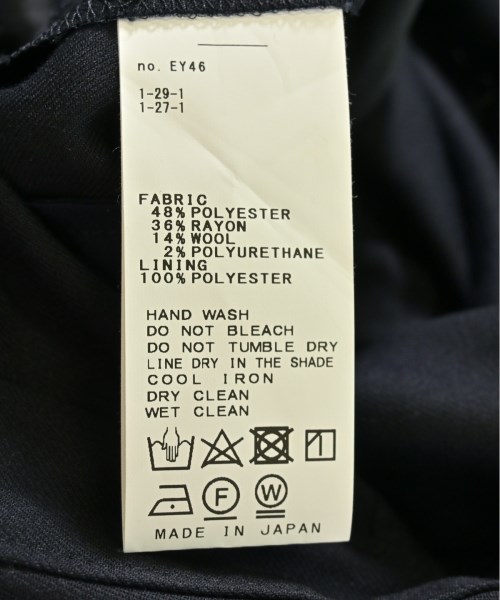 no. EY46
1-29-1
1-27-1
FABRIC
48% POLYESTER
36% RAYON
14% WOOL
2% POLYURETHANE
LINING
100% POLYESTER
HAND WASH
DO NOT BLEACH
DO NOT TUMBLE DRY
LINE DRY IN THE SHADE
COOL IRON
DRY CLEAN
WET CLEAN
F W
MADE IN JAPAN